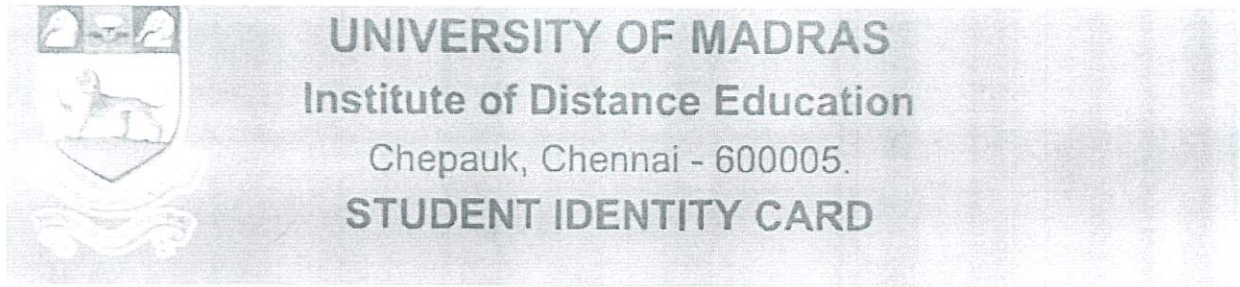 UNIVERSITY OF MADRAS
Institute of Distance Education
Chepauk, Chennai - 600005.
STUDENT IDENTITY CARD